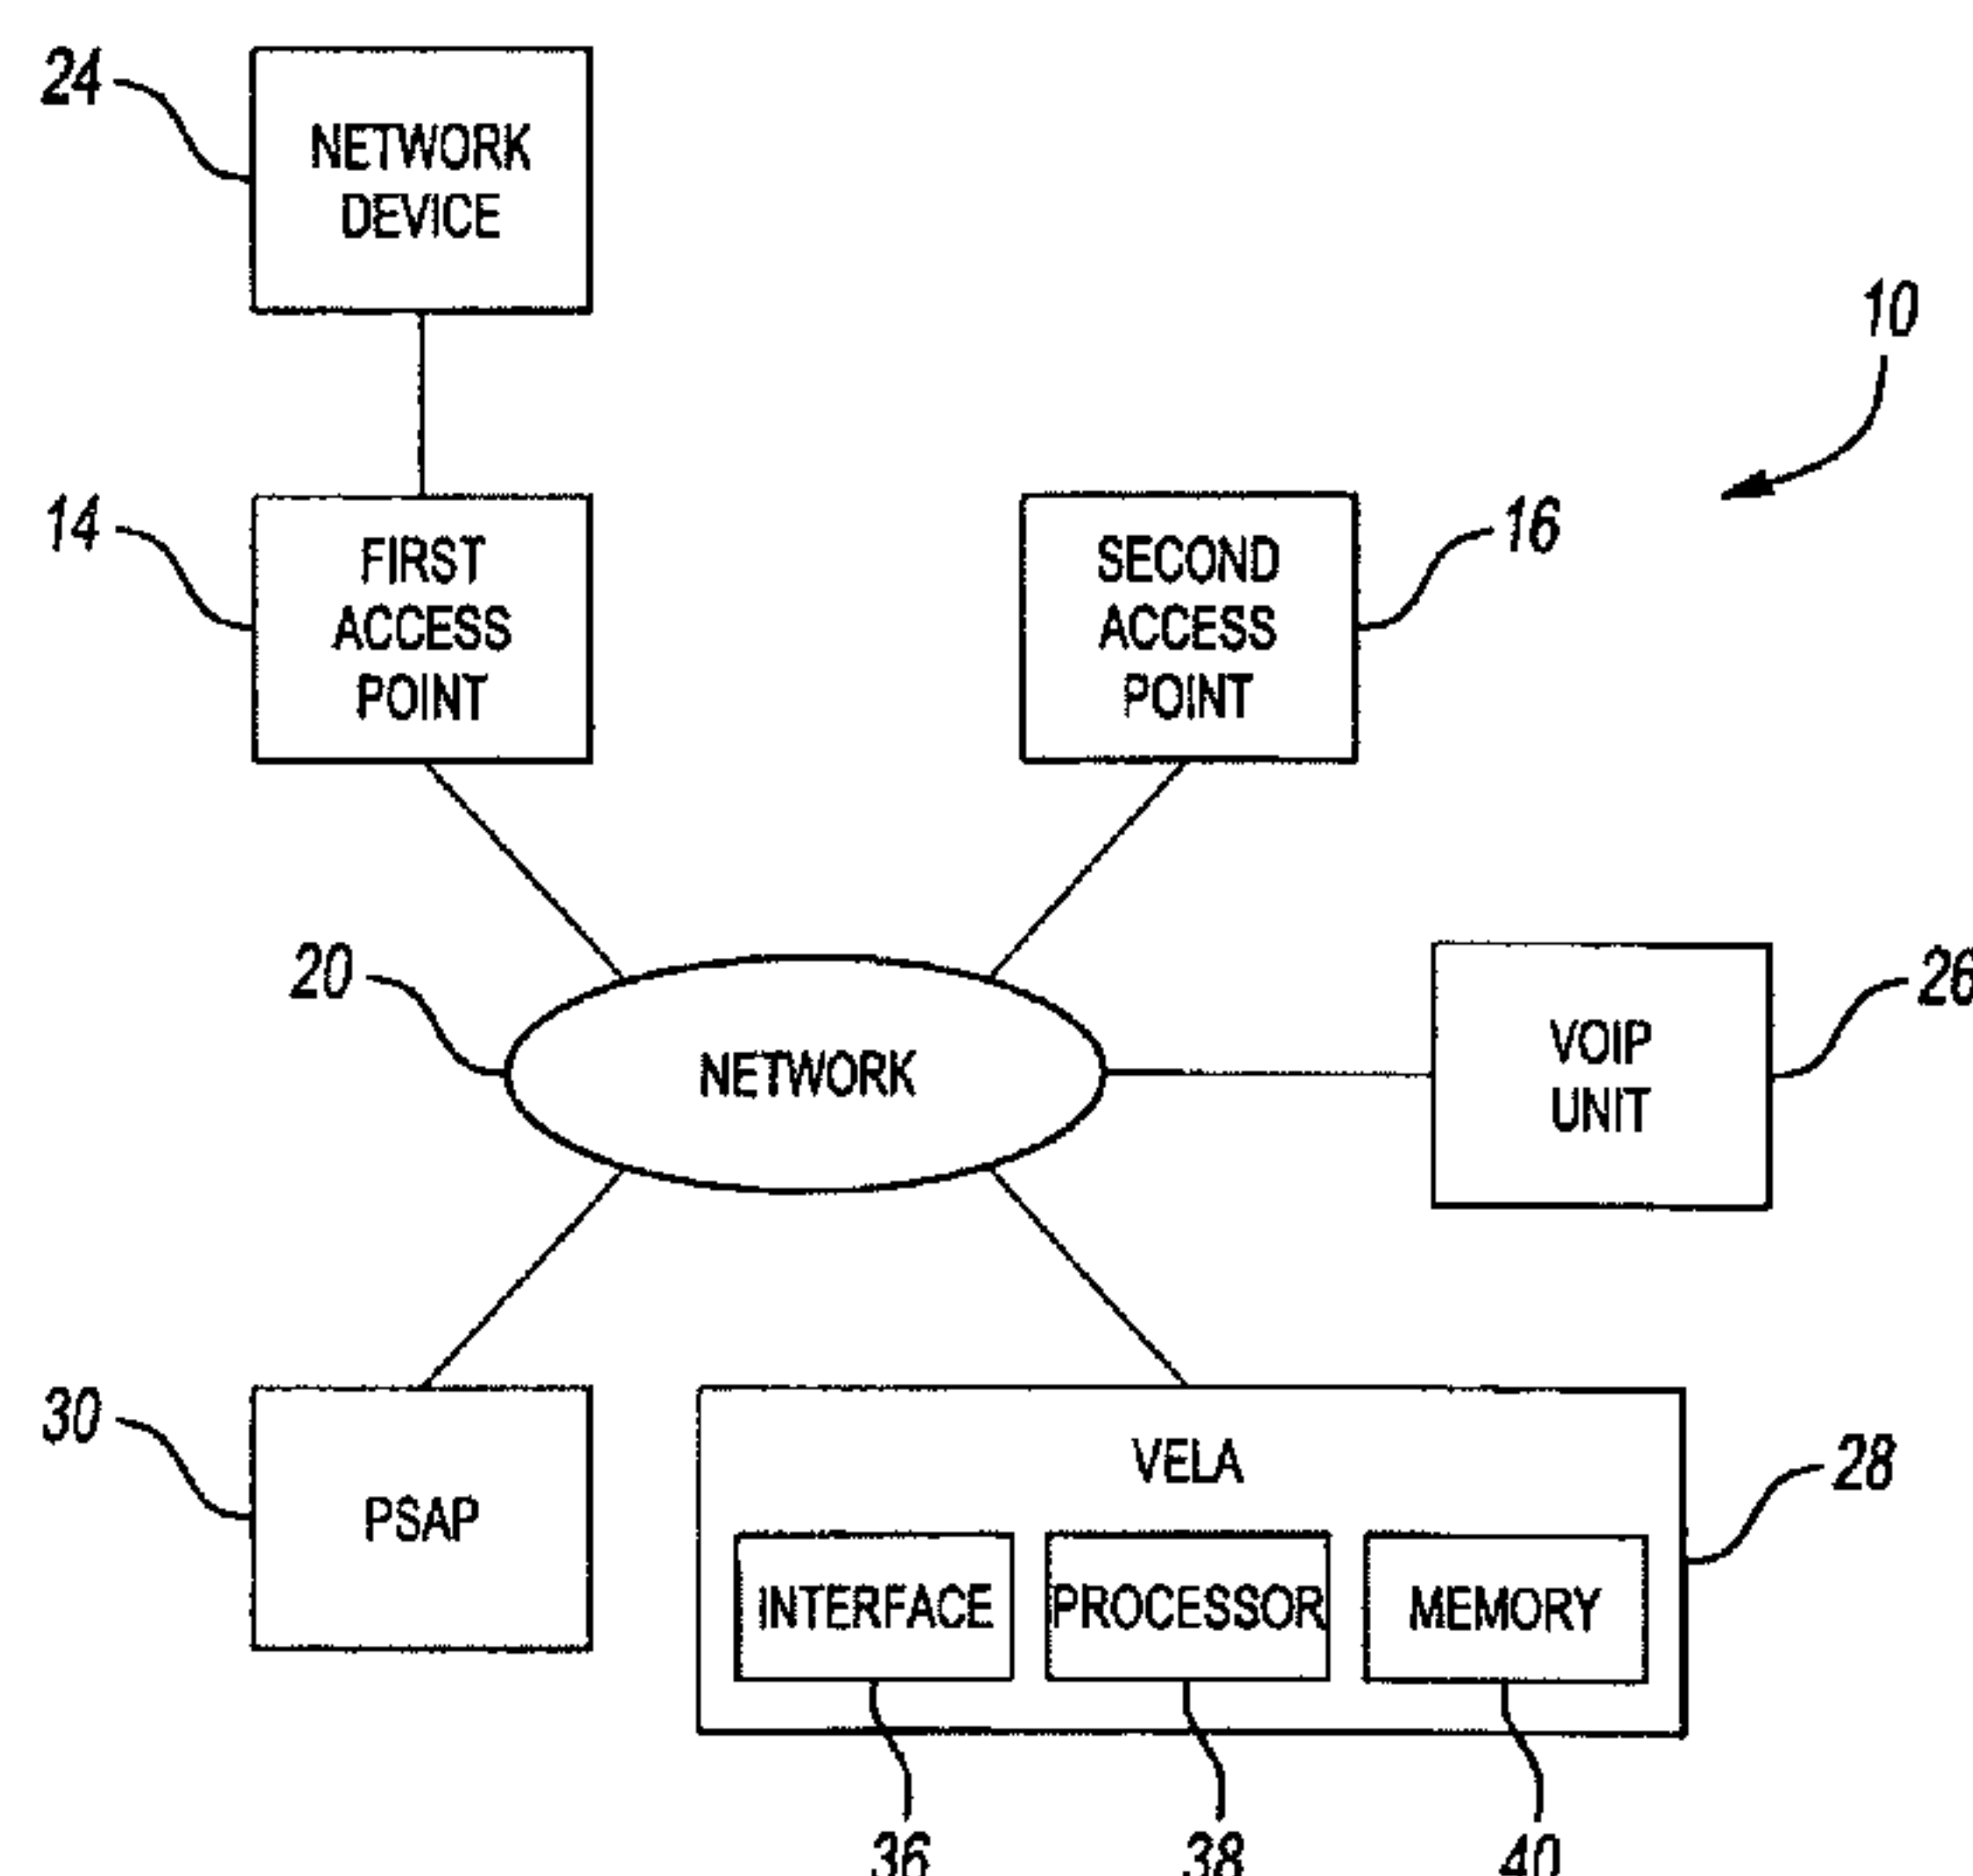 24
NETWORK
DEVICE
10
14
FIRST
ACCESS
POINT
SECOND
ACCESS
POINT
16
20
NETWORK
VOIP
UNIT
26
30
PSAP
VELA
28
INTERFACE
PROCESSOR
MEMORY
36
38
40